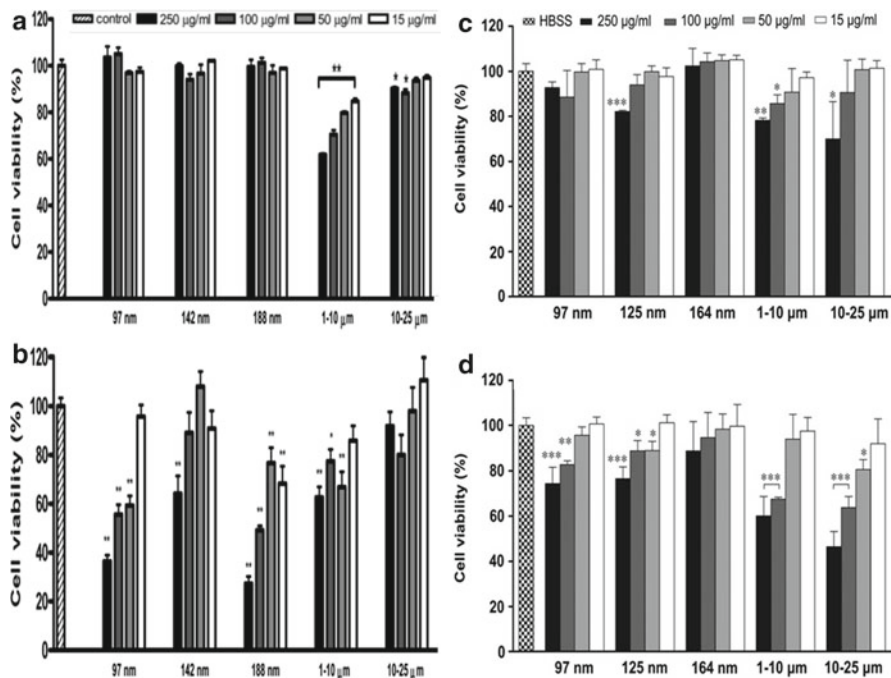 a
control 250 µg/ml 100 µg/ml 50 µg/ml 15 µg/ml
120
100
80
60
40
20
0
Cell viability (%)
**
* *
97 nm 142 nm 188 nm 1-10 µm 10-25 µm
b
120
100
80
60
40
20
0
Cell viability (%)
** ** ** ** ** ** ** ** ** * **
97 nm 142 nm 188 nm 1-10 µm 10-25 µm
c
HBSS 250 µg/ml 100 µg/ml 50 µg/ml 15 µg/ml
120
100
80
60
40
20
0
Cell viability (%)
*** ** * *
97 nm 125 nm 164 nm 1-10 µm 10-25 µm
d
120
100
80
60
40
20
0
Cell viability (%)
*** ** *** * * *** *** *
97 nm 125 nm 164 nm 1-10 µm 10-25 µm